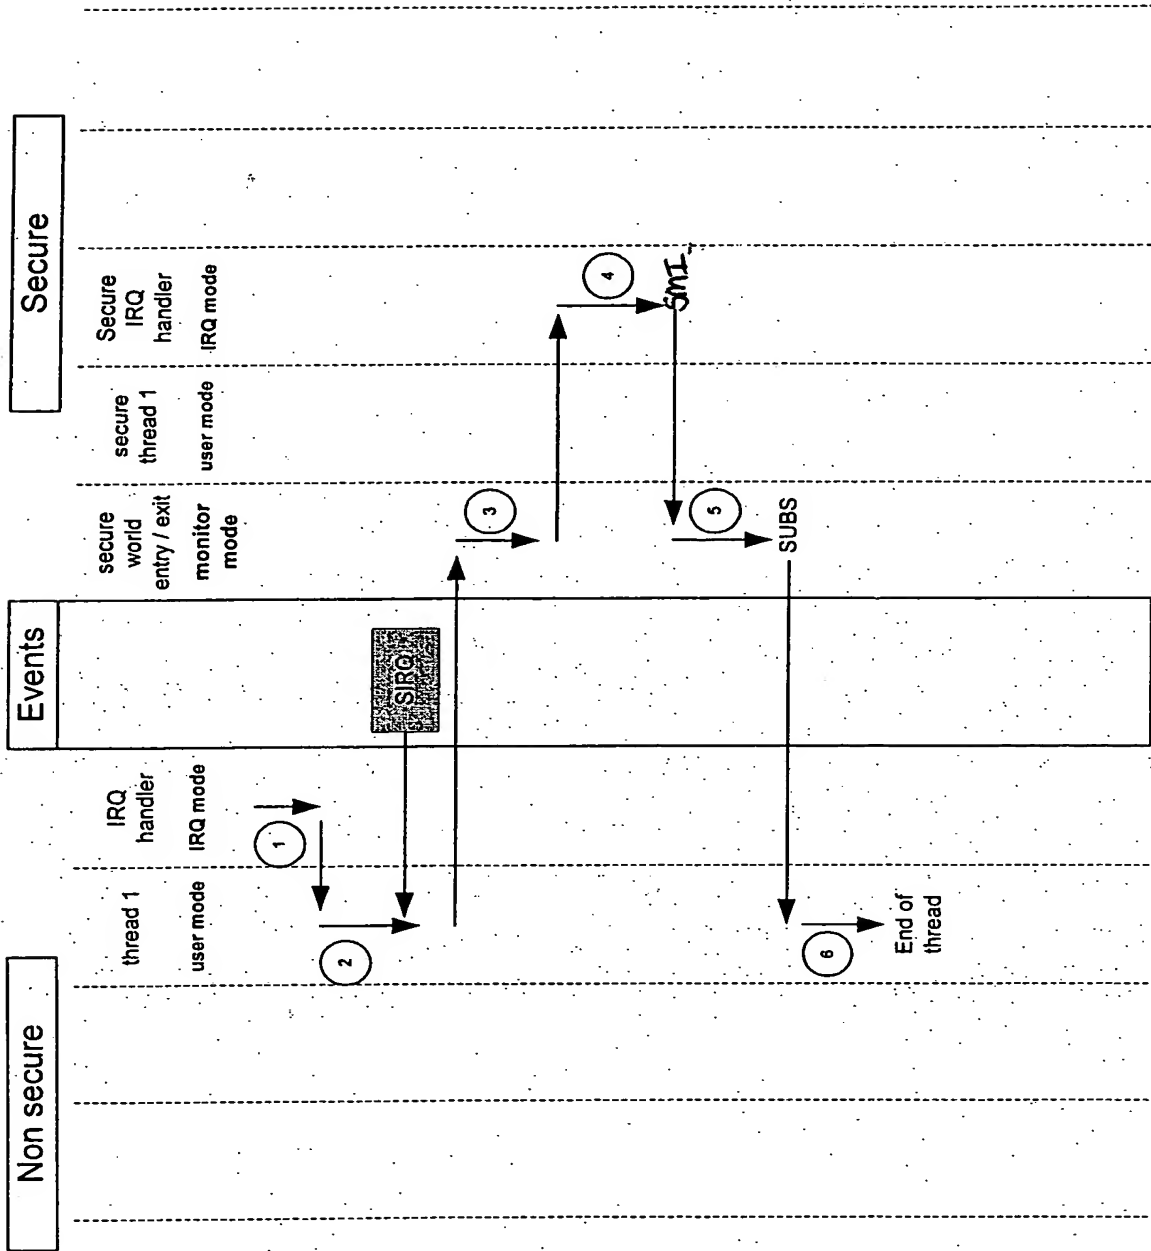 Non secure
Events
Secure
thread 1
user mode
IRQ
handler
IRQ mode
secure
world
entry / exit
monitor
mode
secure
thread 1
user mode
Secure
IRQ
handler
IRQ mode
1
2
SIRQ
3
4
SMI
5
SUBS
6
End of
thread